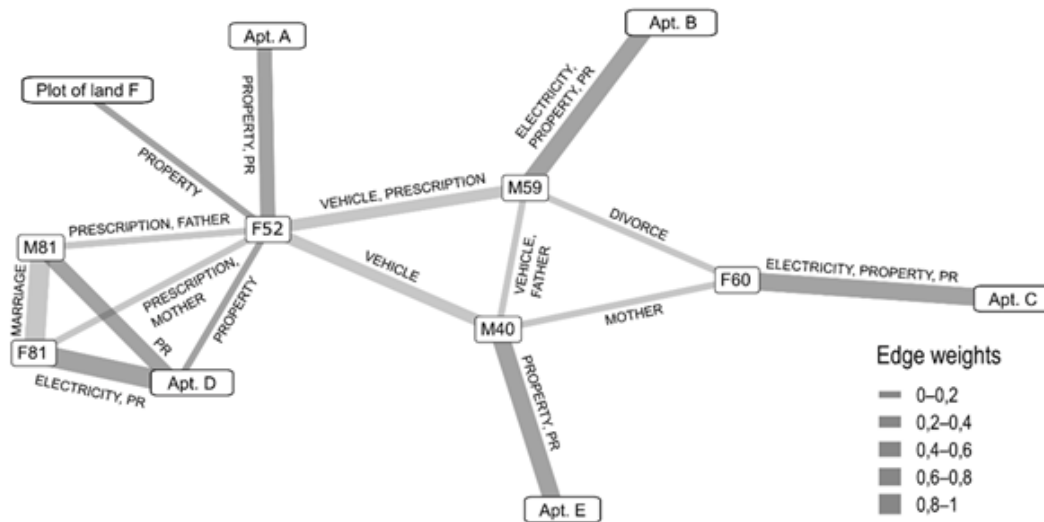 Apt. A
Apt. B
Plot of land F
PROPERTY, PR
ELECTRICITY,
PROPERTY, PR
PROPERTY
VEHICLE, PRESCRIPTION
M59
PRESCRIPTION, FATHER
F52
DIVORCE
M81
VEHICLE
VEHICLE,
FATHER
ELECTRICITY, PROPERTY, PR
F60
Apt. C
MARRIAGE
PRESCRIPTION,
MOTHER
PROPERTY
M40
MOTHER
F81
PR
Apt. D
ELECTRICITY, PR
PROPERTY, PR
Apt. E
Edge weights
0–0,2
0,2–0,4
0,4–0,6
0,6–0,8
0,8–1